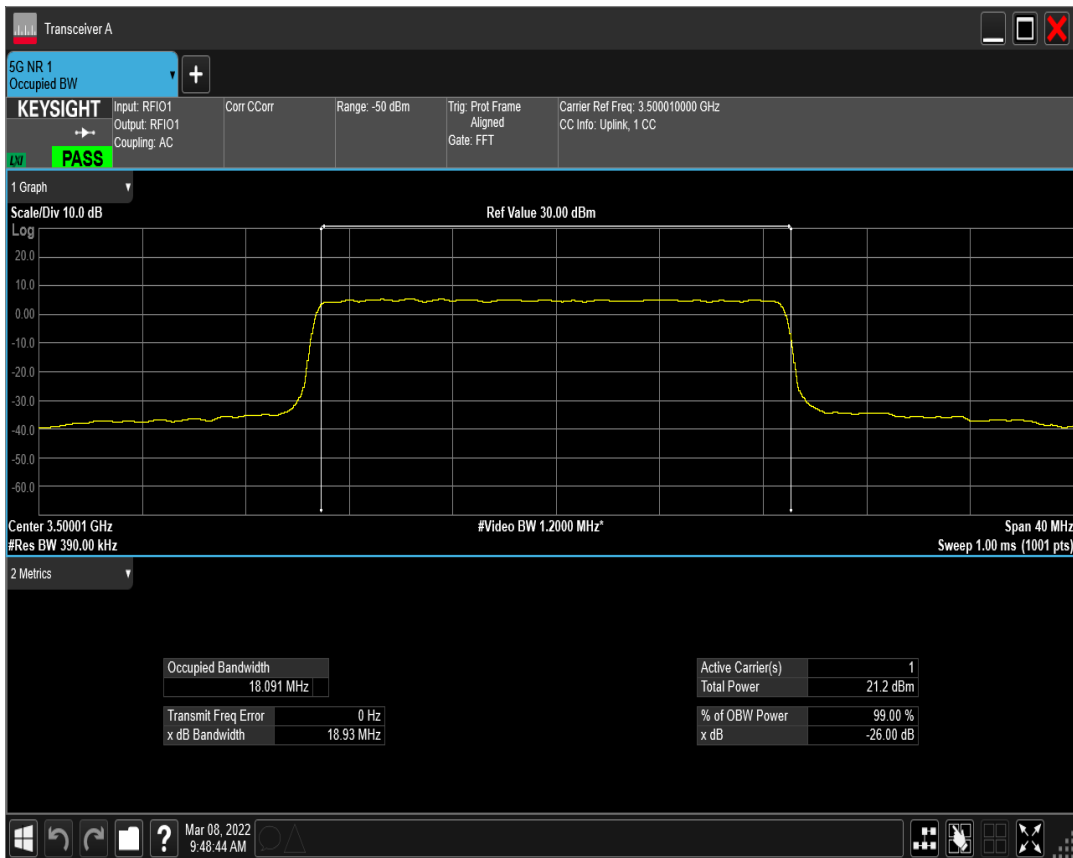 Transceiver A
5G NR 1
Occupied BW
+
KEYSIGHT
LXI
PASS
Input: RFIO1
Output: RFIO1
Coupling: AC
Corr CCorr
Range: -50 dBm
Trig: Prot Frame
Aligned
Gate: FFT
Carrier Ref Freq: 3.500010000 GHz
CC Info: Uplink, 1 CC
1 Graph
Scale/Div 10.0 dB
Ref Value 30.00 dBm
Log
20.0
10.0
0.00
-10.0
-20.0
-30.0
-40.0
-50.0
-60.0
Center 3.50001 GHz
#Video BW 1.2000 MHz*
Span 40 MHz
#Res BW 390.00 kHz
Sweep 1.00 ms (1001 pts)
2 Metrics
Occupied Bandwidth
18.091 MHz
Transmit Freq Error 0 Hz
x dB Bandwidth 18.93 MHz
Active Carrier(s) 1
Total Power 21.2 dBm
% of OBW Power 99.00 %
x dB -26.00 dB
?
Mar 08, 2022
9:48:44 AM